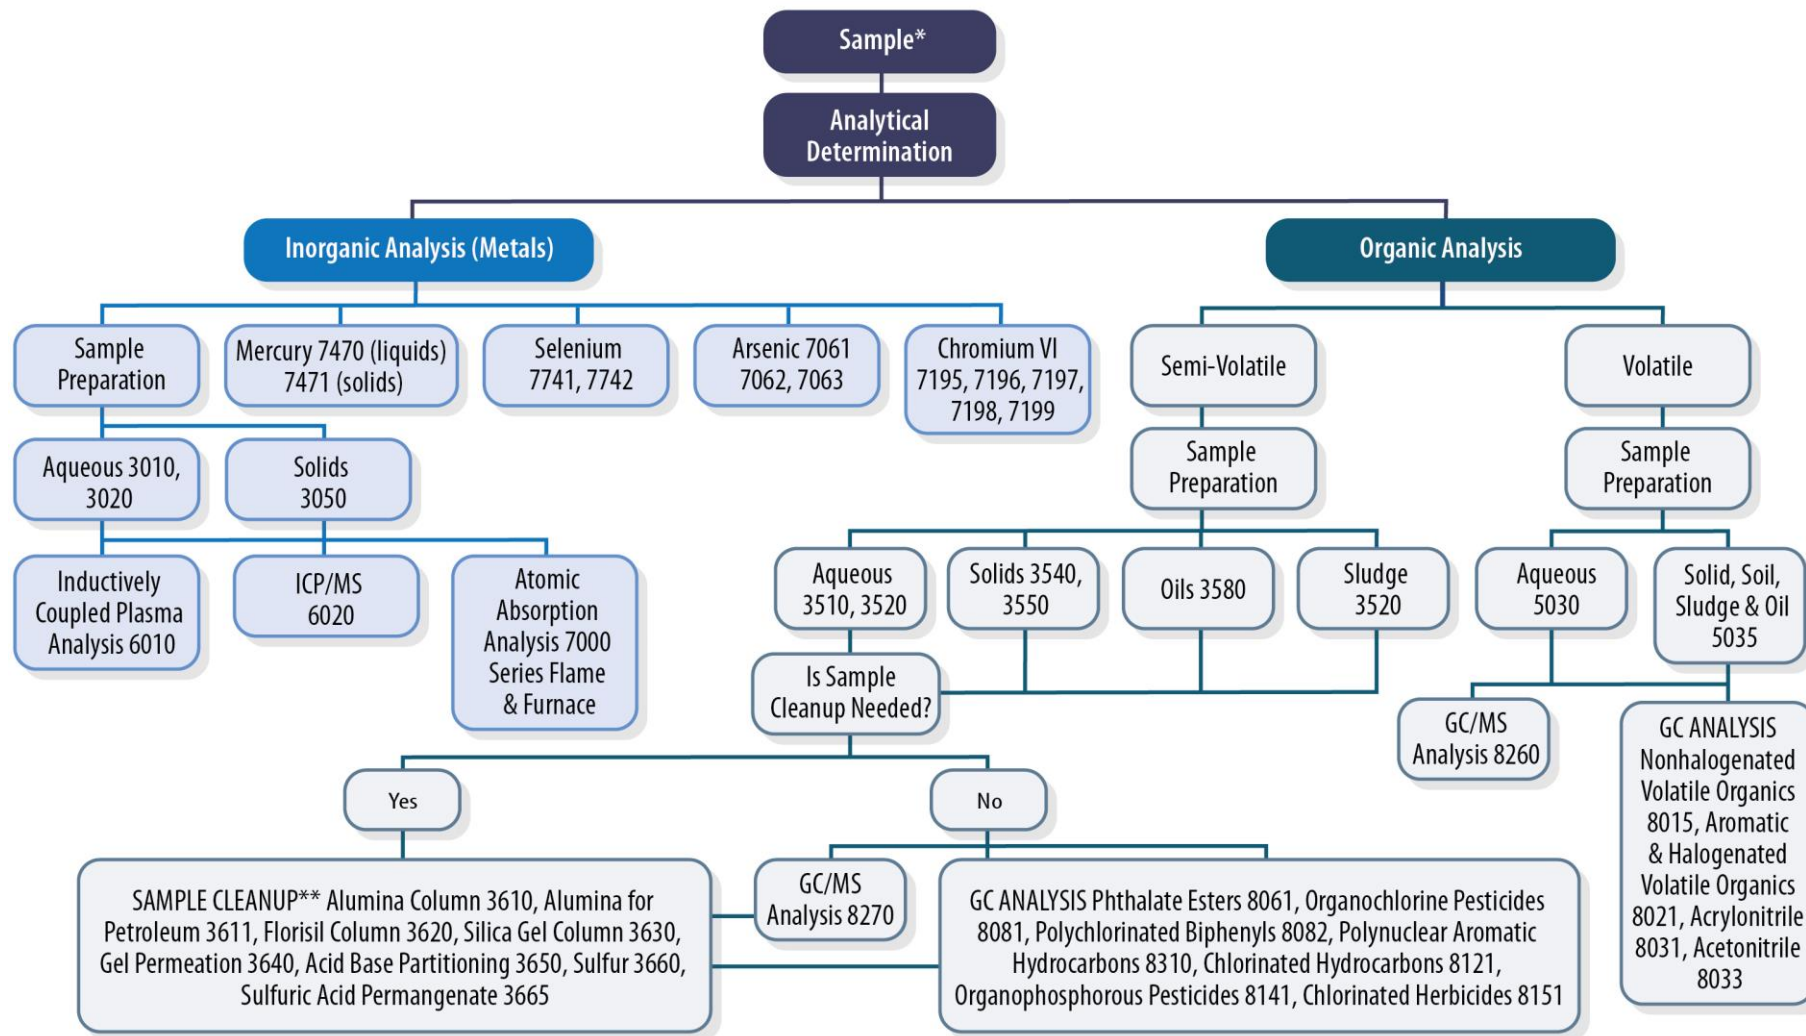 Sample*
Analytical
Determination
Inorganic Analysis (Metals)
Organic Analysis
Sample
Preparation
Mercury 7470 (liquids)
7471 (solids)
Selenium
7741, 7742
Arsenic 7061
7062, 7063
Chromium VI
7195, 7196, 7197,
7198, 7199
Semi-Volatile
Volatile
Aqueous 3010,
3020
Solids
3050
Sample
Preparation
Sample
Preparation
Inductively
Coupled Plasma
Analysis 6010
ICP/MS
6020
Atomic
Absorption
Analysis 7000
Series Flame
& Furnace
Aqueous
3510, 3520
Solids 3540,
3550
Oils 3580
Sludge
3520
Aqueous
5030
Solid, Soil,
Sludge & Oil
5035
Is Sample
Cleanup Needed?
GC/MS
Analysis 8260
GC ANALYSIS
Nonhalogenated
Volatile Organics
8015, Aromatic
& Halogenated
Volatile Organics
8021, Acrylonitrile
8031, Acetonitrile
8033
Yes
No
SAMPLE CLEANUP** Alumina Column 3610, Alumina for
Petroleum 3611, Florisil Column 3620, Silica Gel Column 3630,
Gel Permeation 3640, Acid Base Partitioning 3650, Sulfur 3660,
Sulfuric Acid Permangenate 3665
GC/MS
Analysis 8270
GC ANALYSIS Phthalate Esters 8061, Organochlorine Pesticides
8081, Polychlorinated Biphenyls 8082, Polynuclear Aromatic
Hydrocarbons 8310, Chlorinated Hydrocarbons 8121,
Organophosphorous Pesticides 8141, Chlorinated Herbicides 8151